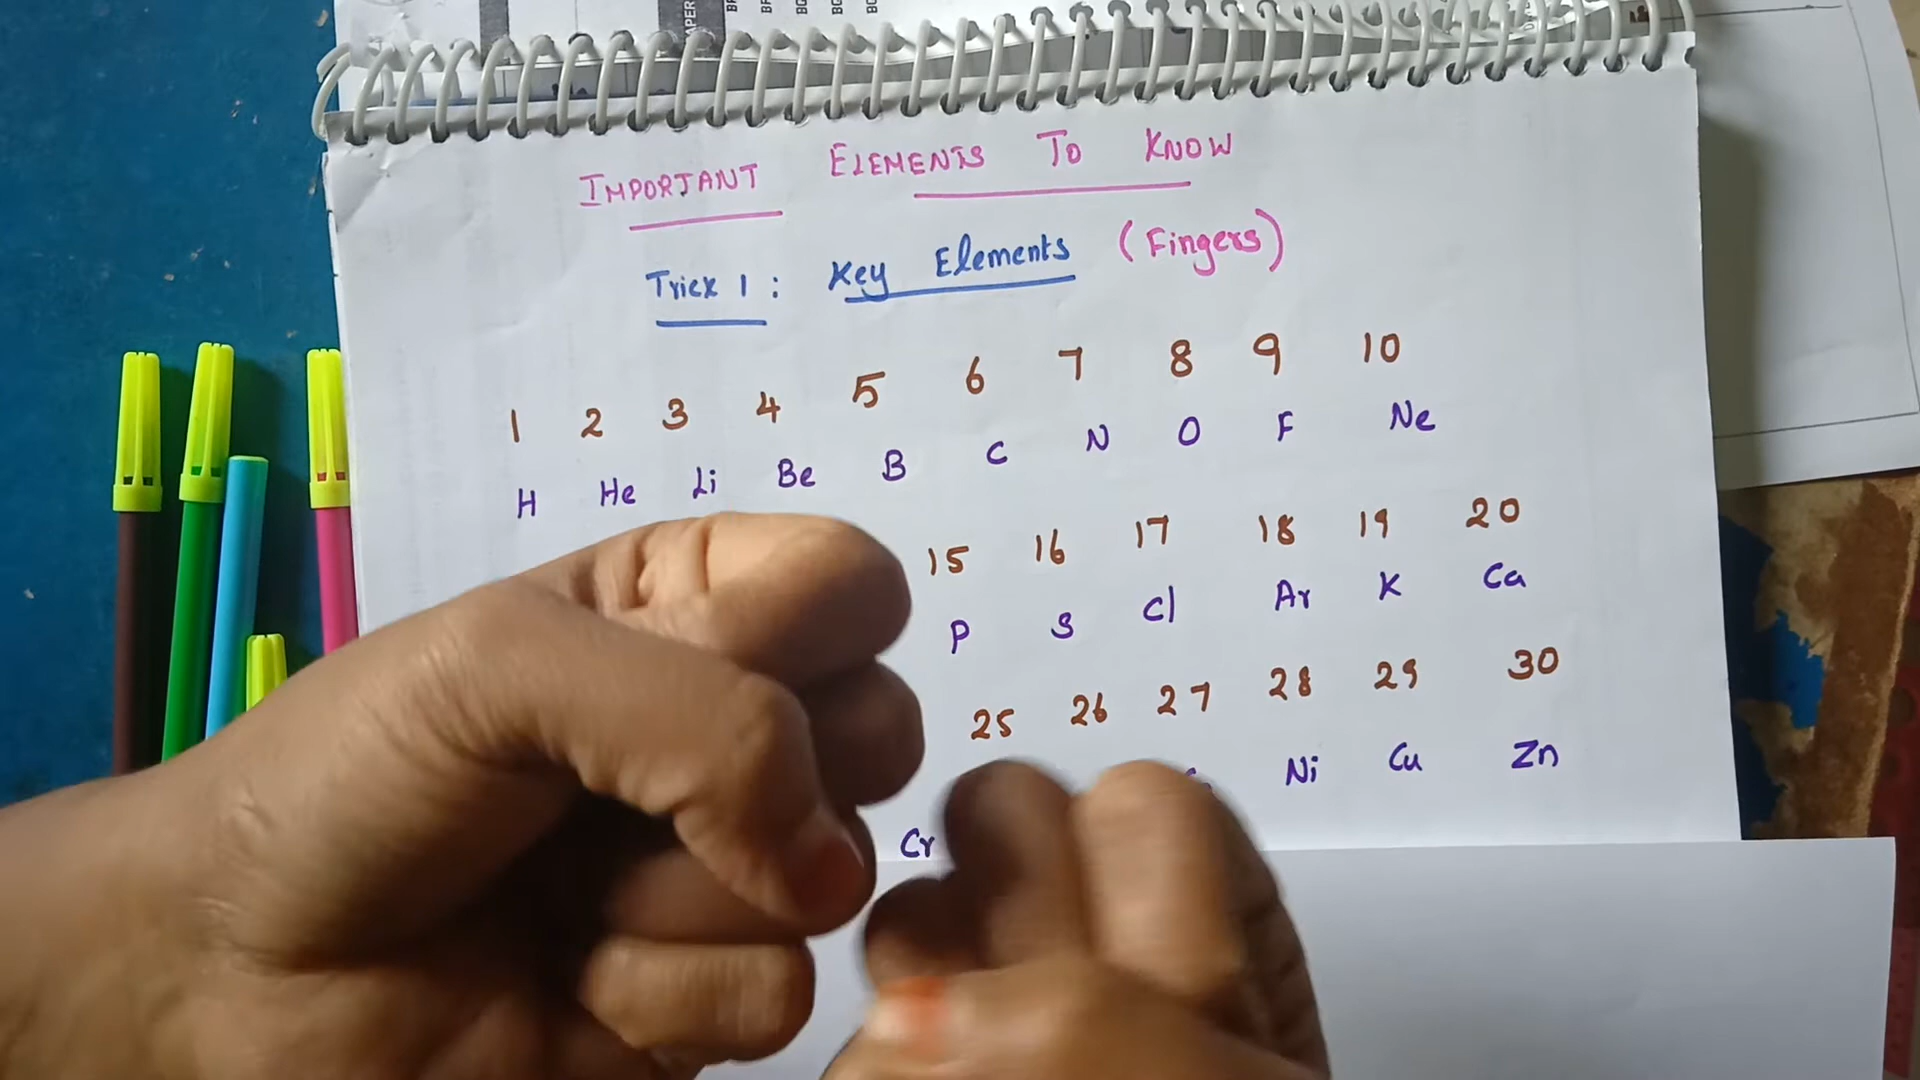 IMPORTANT ELEMENTS TO KNOW
Trick 1 : Key Elements (Fingers)
1 2 3 4 5 6 7 8 9 10
H He Li Be B C N O F Ne
15 16 17 18 19 20
P S Cl Ar K Ca
25 26 27 28 29 30
Cr Ni Cu Zn